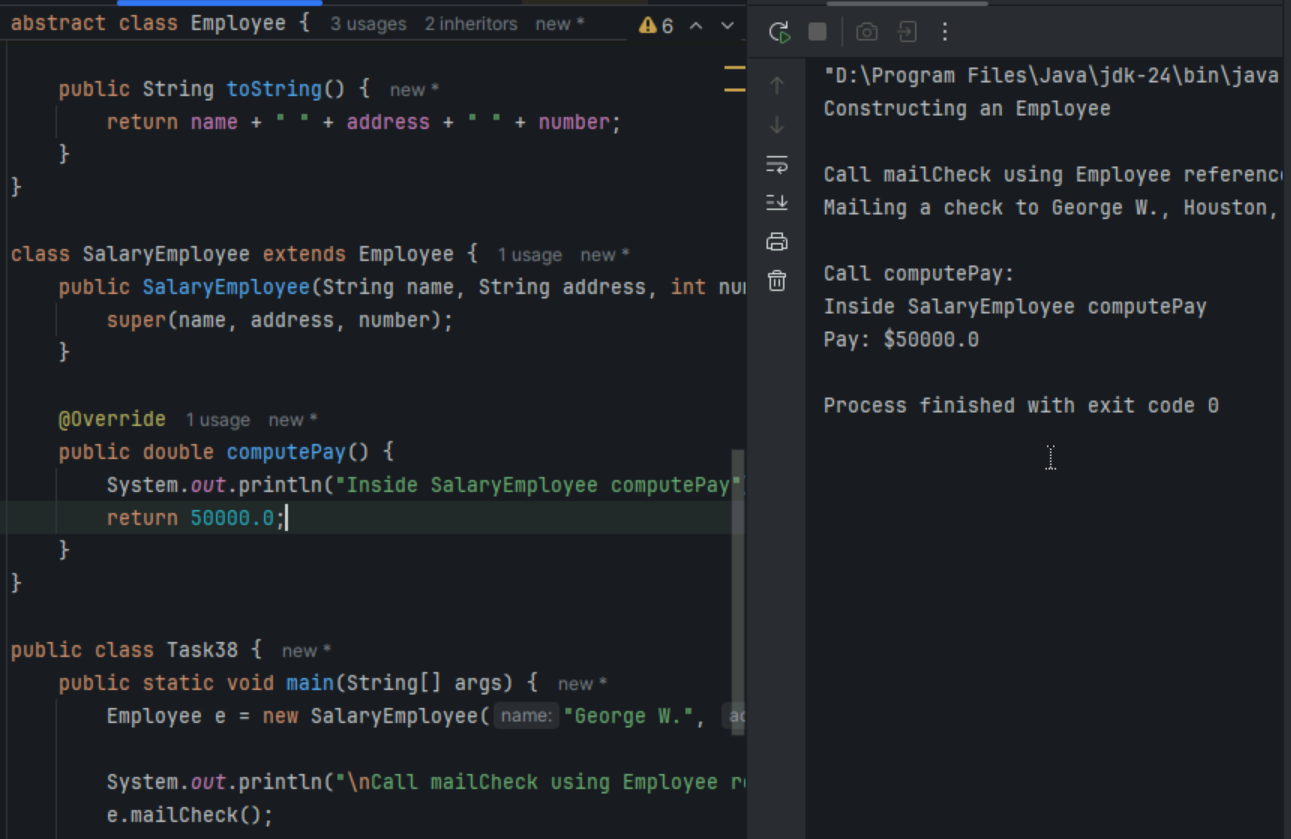 abstract class Employee { 3 usages 2 inheritors new * 6
public String toString() { new *
return name + " " + address + " " + number;
}
}
class SalaryEmployee extends Employee { 1 usage new *
public SalaryEmployee(String name, String address, int
super(name, address, number);
}
@Override 1 usage new *
public double computePay() {
System.out.println("Inside SalaryEmployee computePay"
return 50000.0;
}
}
public class Task38 { new *
public static void main(String[] args) { new *
Employee e = new SalaryEmployee( name: "George W.",
System.out.println("\nCall mailCheck using Employee
e.mailCheck();
"D:\Program Files\Java\jdk-24\bin\java
Constructing an Employee
Call mailCheck using Employee
Mailing a check to George W., Houston,
Call computePay:
Inside SalaryEmployee computePay
Pay: $50000.0
Process finished with exit code 0